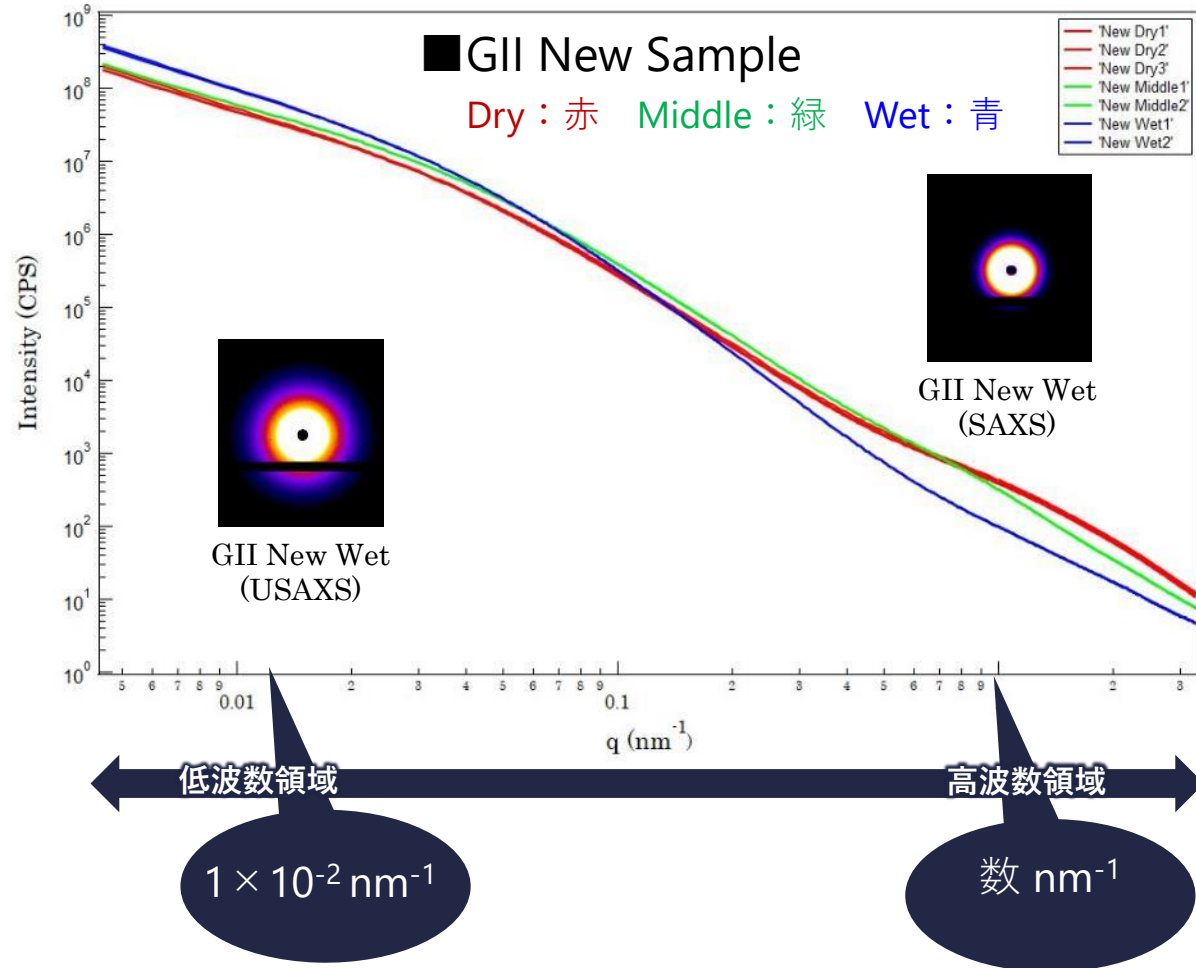 ■GII New Sample
Dry：赤 Middle：緑 Wet：青
'New Dry1'
'New Dry2'
'New Dry3'
'New Middle1'
'New Middle2'
'New Wet1'
'New Wet2'
Intensity (CPS)
10⁹
10⁸
10⁷
10⁶
10⁵
10⁴
10³
10²
10¹
10⁰
GII New Wet
(SAXS)
GII New Wet
(USAXS)
5 6 7 8 9 2 3 4 5 6 7 8 9 2 3 4 5 6 7 8 9 2 3
0.01 0.1
q (nm⁻¹)
低波数領域 高波数領域
1×10⁻² nm⁻¹ 数 nm⁻¹